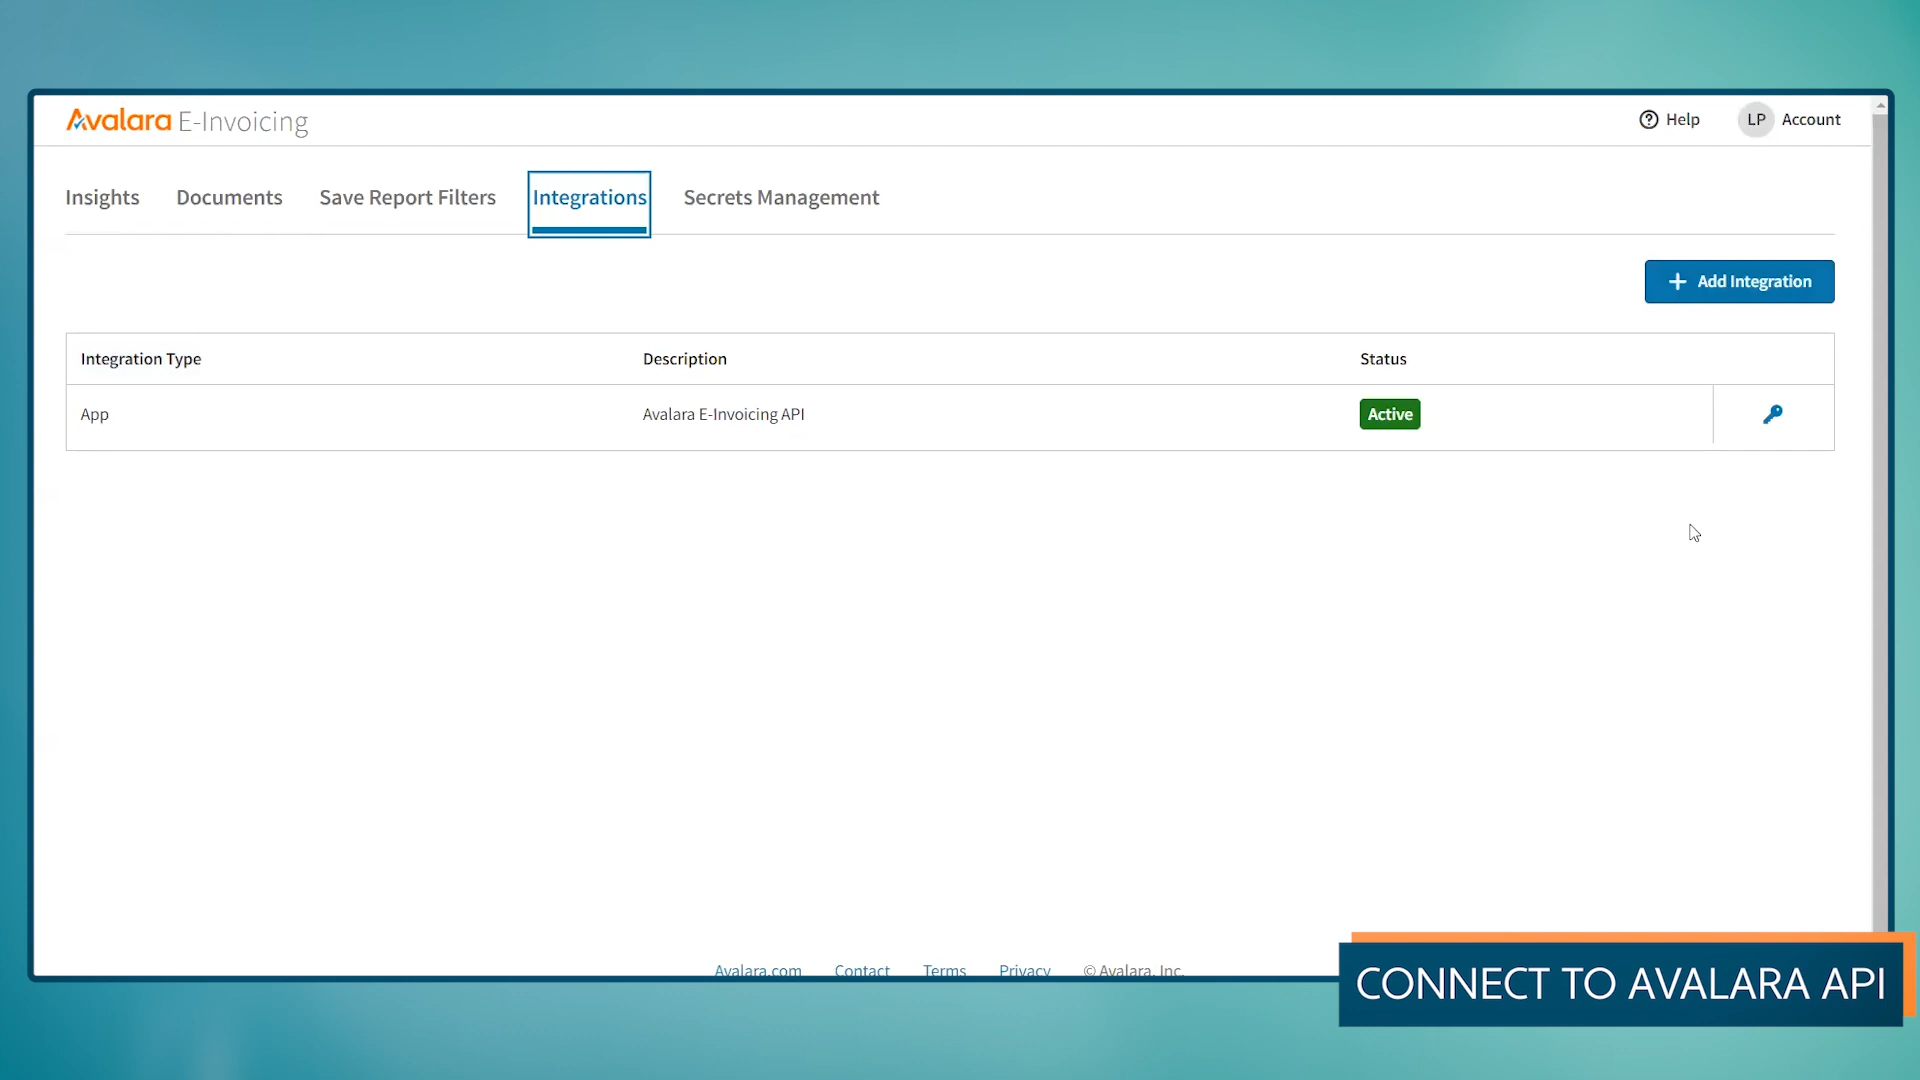 Avalara E-Invoicing
Help
LP Account
Insights Documents Save Report Filters Integrations Secrets Management
+ Add Integration
Integration Type Description Status
App Avalara E-Invoicing API Active
Avalara.com Contact Terms Privacy © Avalara, Inc.
CONNECT TO AVALARA API